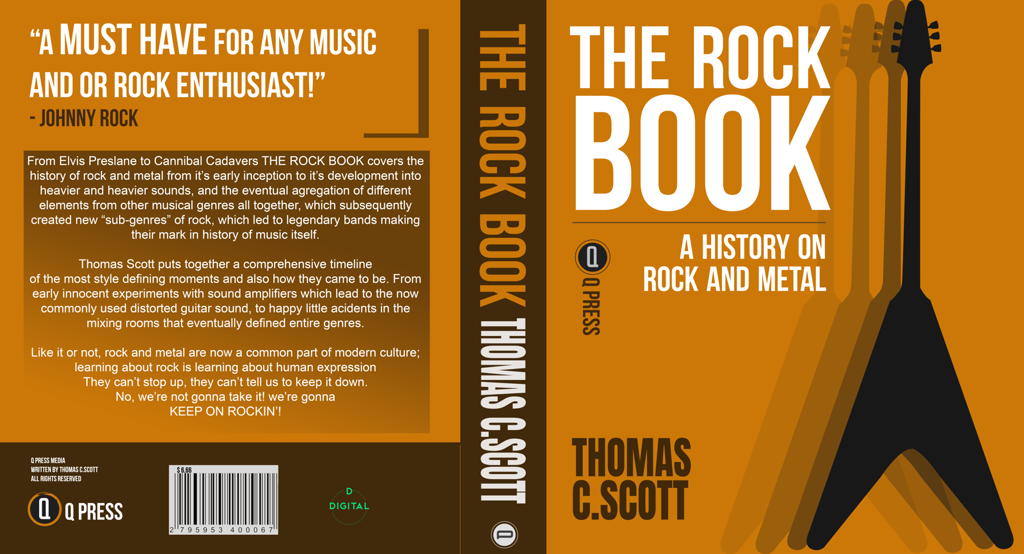 “A MUST HAVE FOR ANY MUSIC
AND OR ROCK ENTHUSIAST!”
- JOHNNY ROCK
From Elvis Preslane to Cannibal Cadavers THE ROCK BOOK covers the
history of rock and metal from it’s early inception to it’s development into
heavier and heavier sounds, and the eventual agregation of different
elements from other musical genres all together, which subsequently
created new “sub-genres” of rock, which led to legendary bands making
their mark in history of music itself.
Thomas Scott puts together a comprehensive timeline
of the most style defining moments and also how they came to be. From
early innocent experiments with sound amplifiers which lead to the now
commonly used distorted guitar sound, to happy little acidents in the
mixing rooms that eventually defined entire genres.
Like it or not, rock and metal are now a common part of modern culture;
learning about rock is learning about human expression
They can’t stop up, they can’t tell us to keep it down.
No, we’re not gonna take it! we’re gonna
KEEP ON ROCKIN’!
Q PRESS MEDIA
WRITTEN BY THOMAS C.SCOTT
ALL RIGHTS RESERVED
Q Q PRESS
$ 6,66
2 795953 400067
D
DIGITAL
THE ROCK BOOK THOMAS C.SCOTT
Q
THE ROCK
BOOK
A HISTORY ON
ROCK AND METAL
Q Q PRESS
THOMAS
C.SCOTT